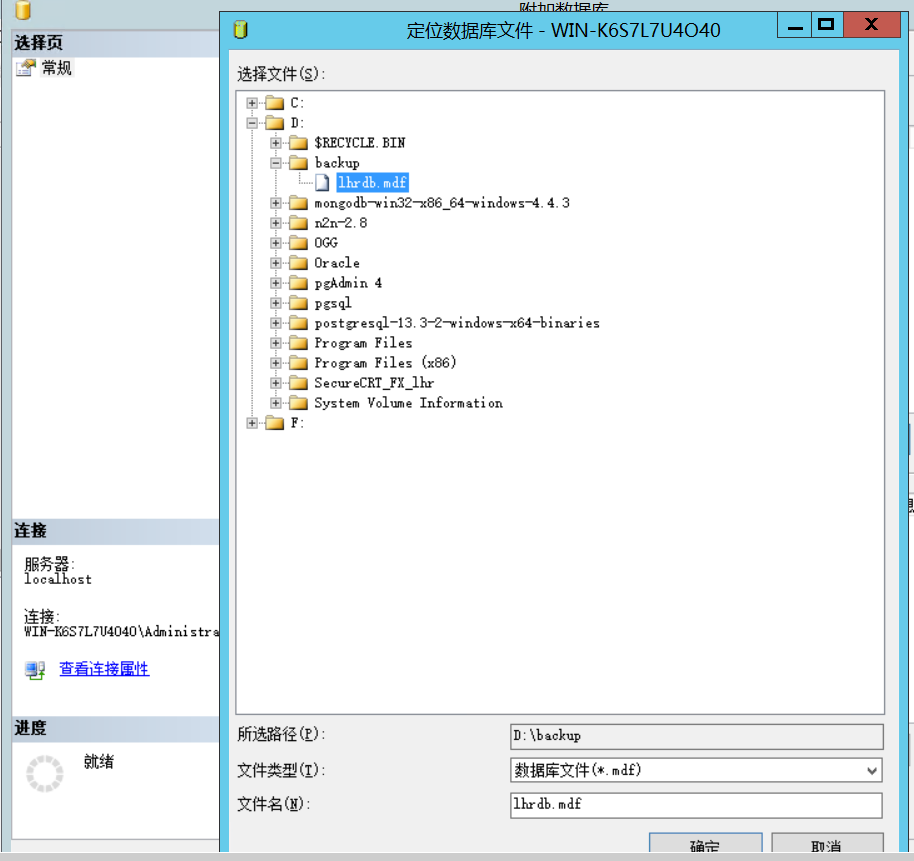 附加数据库
选择页
常规
连接
服务器:
localhost
连接:
WIN-K6S7L7U4O4O\Administra
查看连接属性
进度
就绪
定位数据库文件 - WIN-K6S7L7U4O4O
选择文件(S):
C:
D:
$RECYCLE.BIN
backup
lhrdb.mdf
mongodb-win32-x86_64-windows-4.4.3
n2n-2.8
OGG
Oracle
pgAdmin 4
pgsql
postgresql-13.3-2-windows-x64-binaries
Program Files
Program Files (x86)
SecureCRT_FX_lhr
System Volume Information
F:
所选路径(P):
D:\backup
文件类型(T):
数据库文件(*.mdf)
文件名(N):
lhrdb.mdf
确定
取消